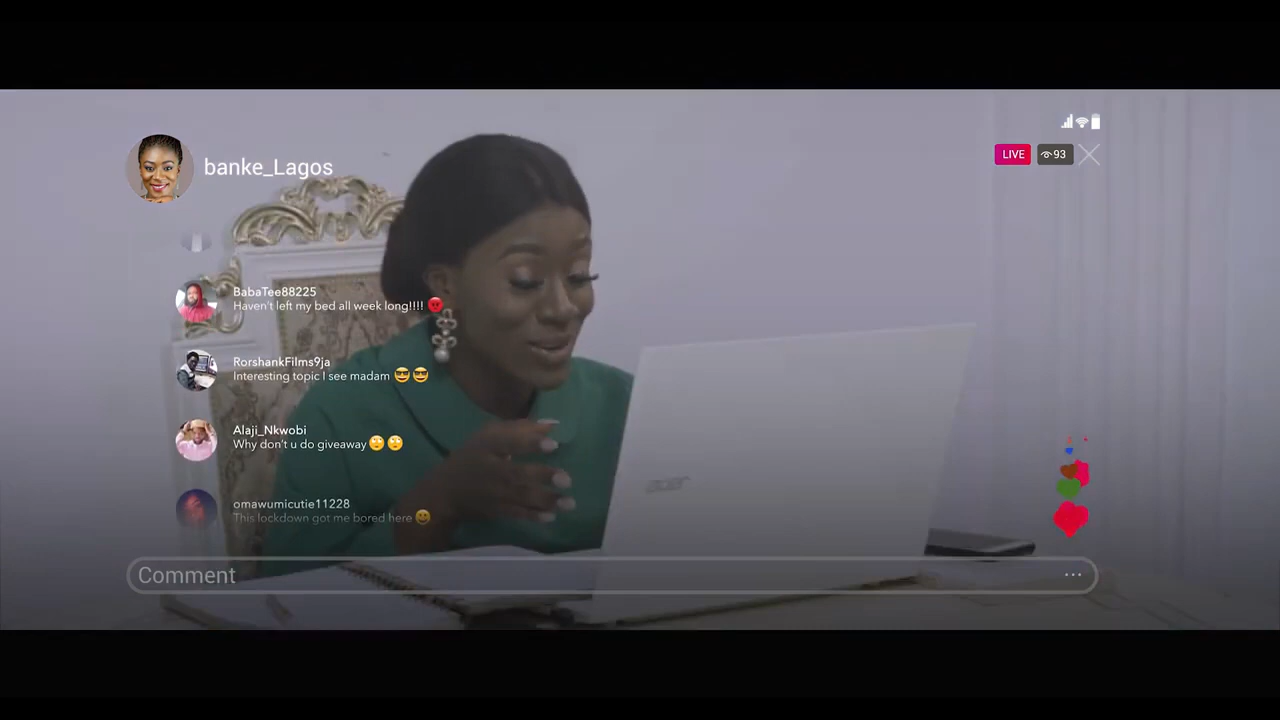 banke_Lagos
LIVE
93
BabaTee88225
Haven't left my bed all week long!!!!
RorshankFilms9ja
Interesting topic I see madam
Alaji_Nkwobi
Why don't u do giveaway
omawumicutie11228
This lockdown got me bored here
acer
Comment